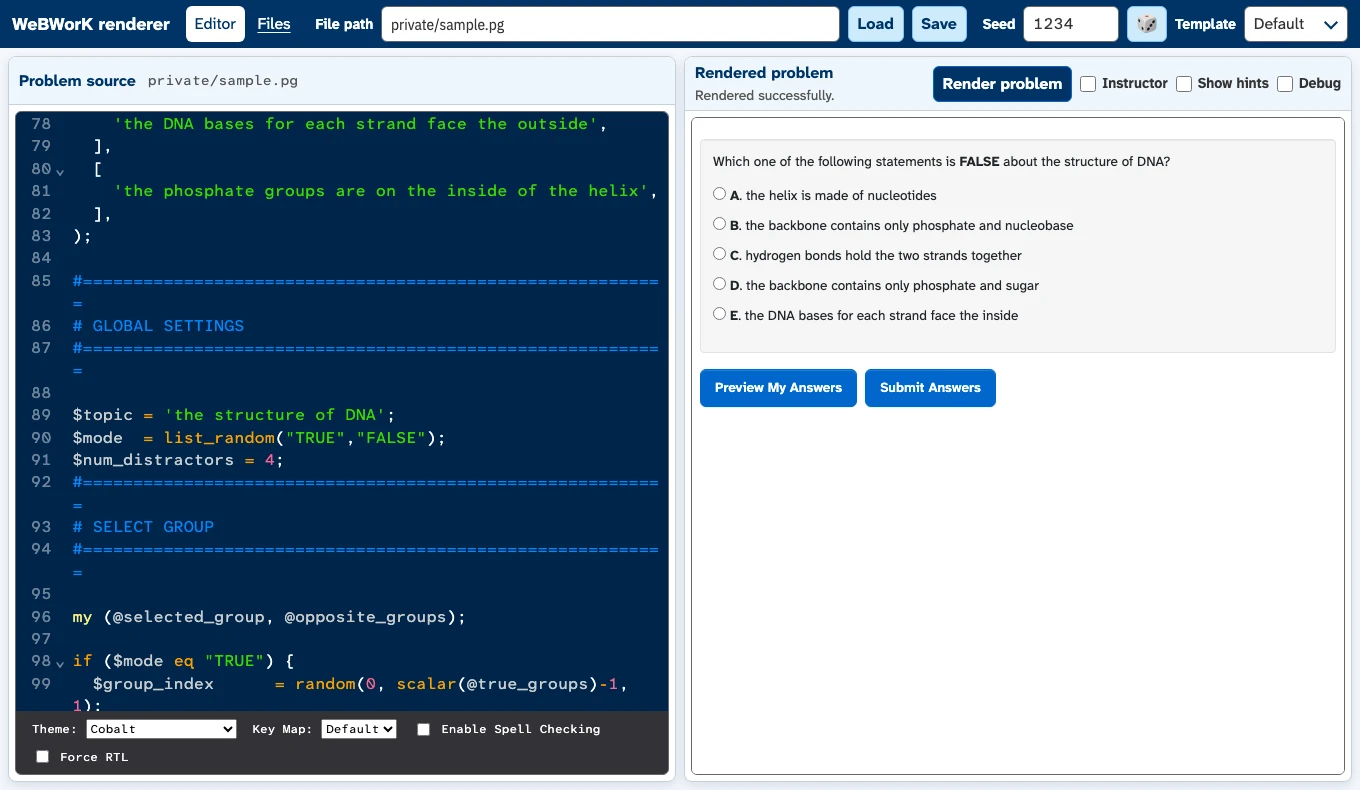 WeBWorK renderer Editor Files File path private/sample.pg Load Save Seed 1234 Template Default
Problem source private/sample.pg
78 'the DNA bases for each strand face the outside',
79 ],
80 [
81 'the phosphate groups are on the inside of the helix',
82 ],
83 );
84
85 #=========================================================
=
86 # GLOBAL SETTINGS
87 #=========================================================
=
88
89 $topic = 'the structure of DNA';
90 $mode  = list_random("TRUE","FALSE");
91 $num_distractors = 4;
92 #=========================================================
=
93 # SELECT GROUP
94 #=========================================================
=
95
96 my (@selected_group, @opposite_groups);
97
98 if ($mode eq "TRUE") {
99 $group_index      = random(0, scalar(@true_groups)-1,
1);
Theme: Cobalt Key Map: Default Enable Spell Checking
Force RTL
Rendered problem
Rendered successfully.
Render problem Instructor Show hints Debug
Which one of the following statements is FALSE about the structure of DNA?
A. the helix is made of nucleotides
B. the backbone contains only phosphate and nucleobase
C. hydrogen bonds hold the two strands together
D. the backbone contains only phosphate and sugar
E. the DNA bases for each strand face the inside
Preview My Answers Submit Answers